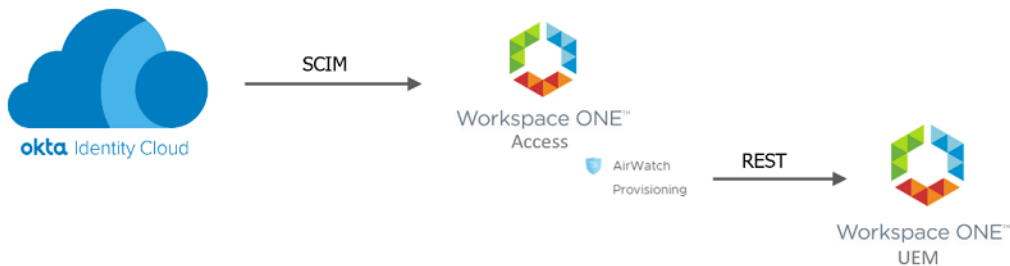 SCIM
okta Identity Cloud
Workspace ONE™
Access
AirWatch
Provisioning
REST
Workspace ONE™
UEM